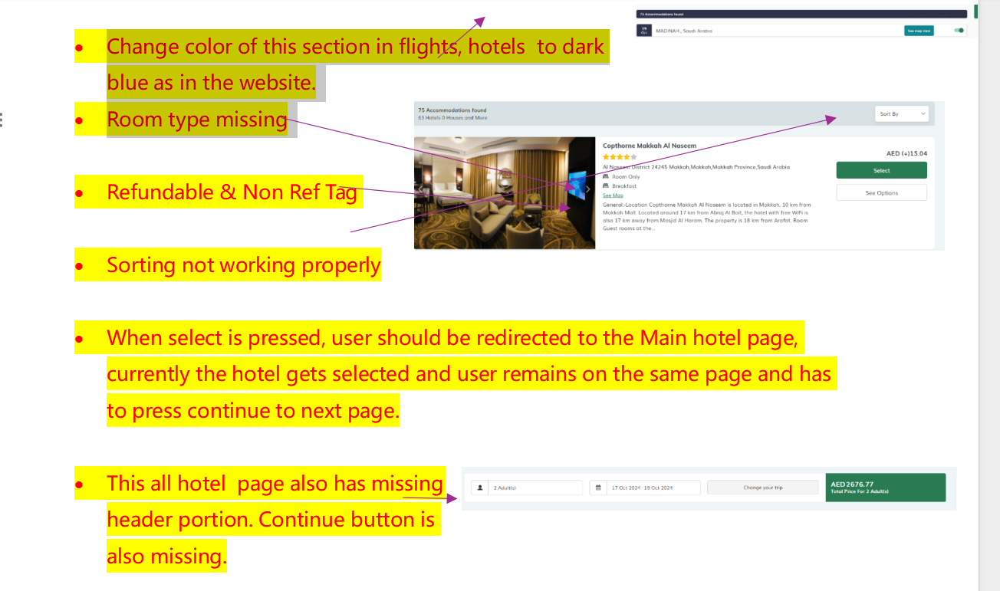 75 Accommodations found
19
Oct
MADINAH , Saudi Arabia
See map view
• Change color of this section in flights, hotels  to dark
blue as in the website.
• Room type missing
75 Accommodations found
63 Hotels 0 Houses and More
Sort By
Copthorne Makkah Al Naseem
AED (+)15.04
Al Naseem District 24245 Makkah,Makkah,Makkah Province,Saudi Arabia
Select
Room Only
Breakfast
See Options
See Map
General:-Location Copthorne Makkah Al Naseem is located in Makkah, 10 km from
Makkah Mall. Located around 17 km from Abraj Al Bait, the hotel with free WiFi is
also 17 km away from Masjid Al Haram. The property is 18 km from Arafat. Room
Guest rooms at the...
• Refundable & Non Ref Tag
• Sorting not working properly
• When select is pressed, user should be redirected to the Main hotel page,
currently the hotel gets selected and user remains on the same page and has
to press continue to next page.
• This all hotel  page also has missing
header portion. Continue button is
also missing.
2 Adult(s)
17 Oct 2024 - 19 Oct 2024
Change your trip
AED2676.77
Total Price For 2 Adult(s)